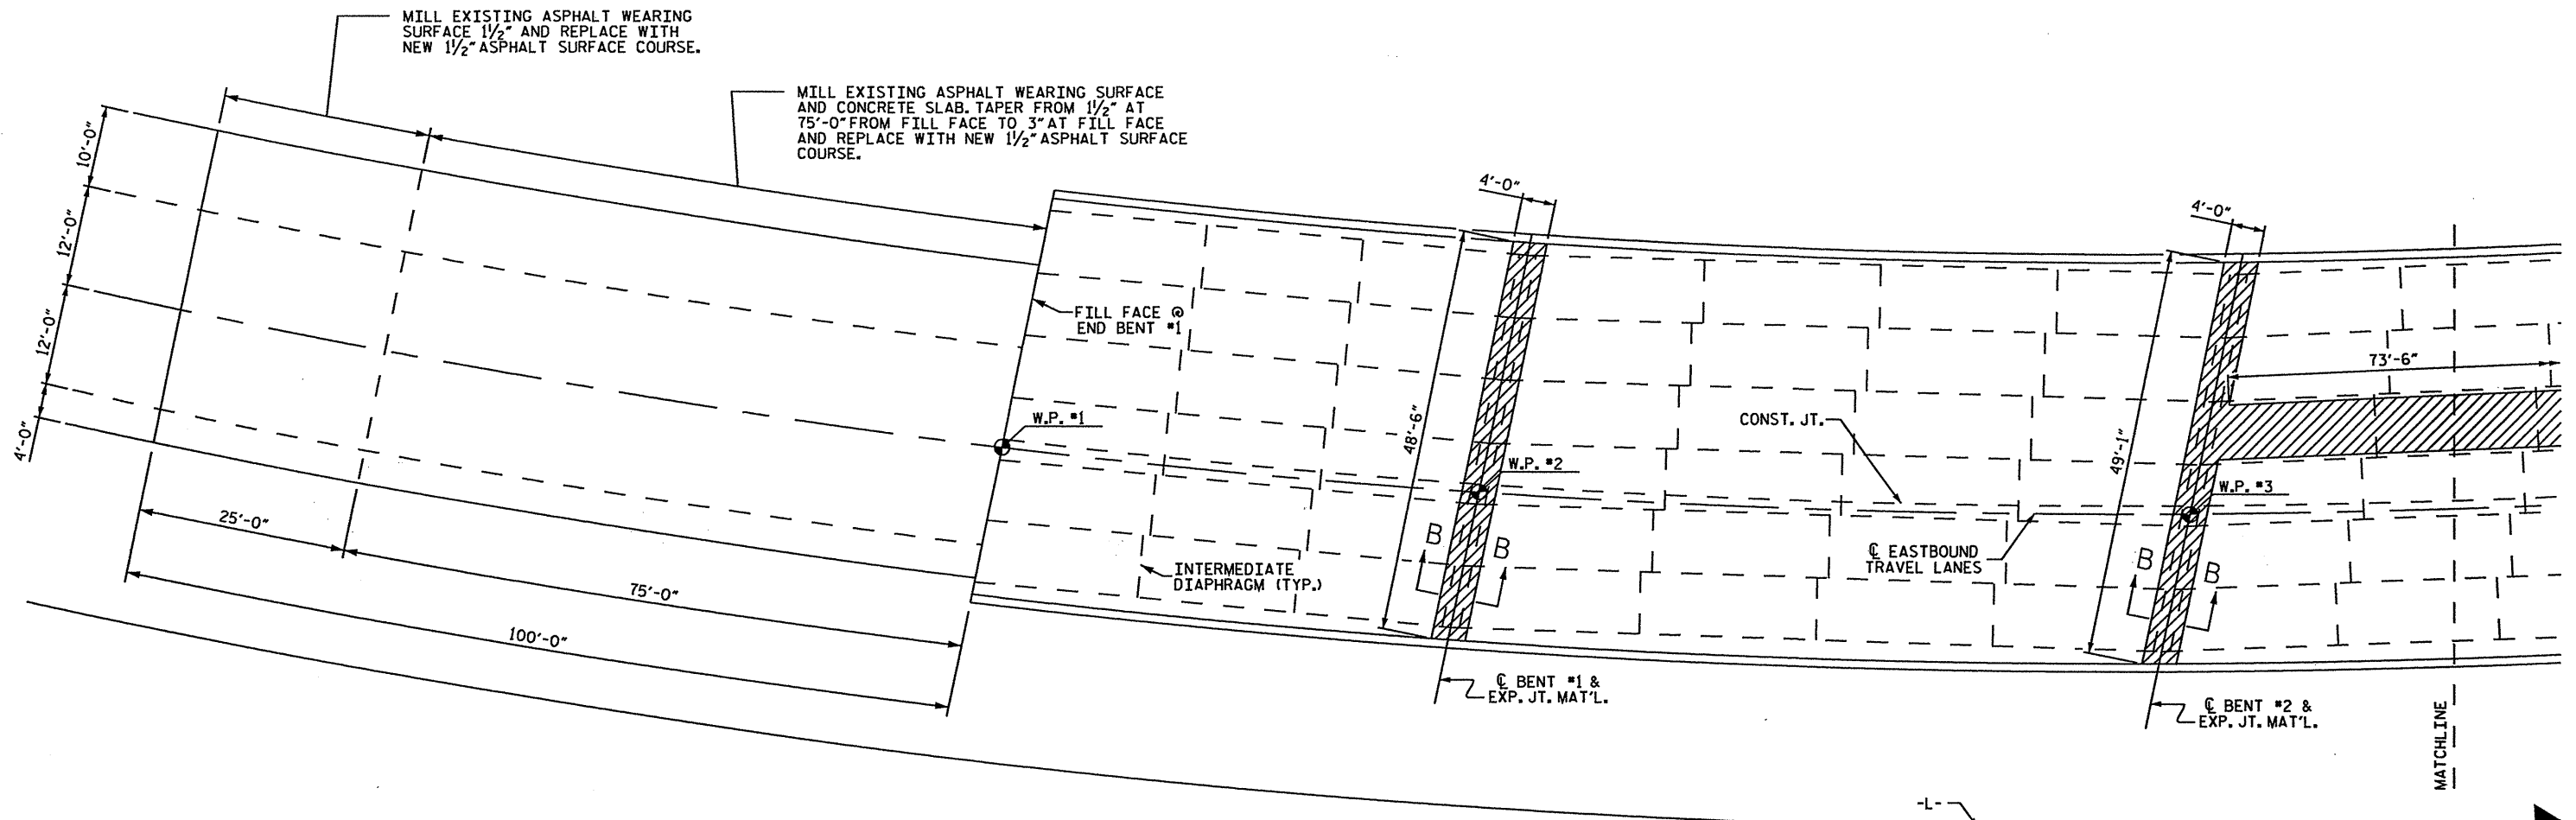 MILL EXISTING ASPHALT WEARING
SURFACE 1½" AND REPLACE WITH
NEW 1½" ASPHALT SURFACE COURSE.
MILL EXISTING ASPHALT WEARING SURFACE
AND CONCRETE SLAB. TAPER FROM 1½" AT
75'-0" FROM FILL FACE TO 3" AT FILL FACE
AND REPLACE WITH NEW 1½" ASPHALT SURFACE
COURSE.
10'-0"
12'-0"
12'-0"
4'-0"
25'-0"
75'-0"
100'-0"
FILL FACE @
END BENT #1
W.P. #1
INTERMEDIATE
DIAPHRAGM (TYP.)
4'-0"
48'-6"
W.P. #2
B
B
℄ BENT #1 &
EXP. JT. MAT'L.
CONST. JT.
℄ EASTBOUND
TRAVEL LANES
4'-0"
49'-1"
73'-6"
W.P. #3
B
B
℄ BENT #2 &
EXP. JT. MAT'L.
MATCHLINE
-L-